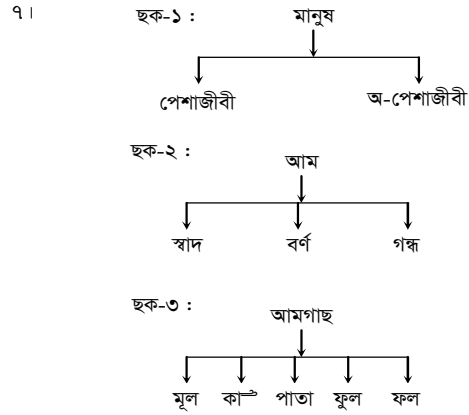 ৭। ছক-১ : মানুষ
পেশাজীবী অ-পেশাজীবী
ছক-২ : আম
স্বাদ বর্ণ গন্ধ
ছক-৩ : আমগাছ
মূল পাতা ফুল ফল